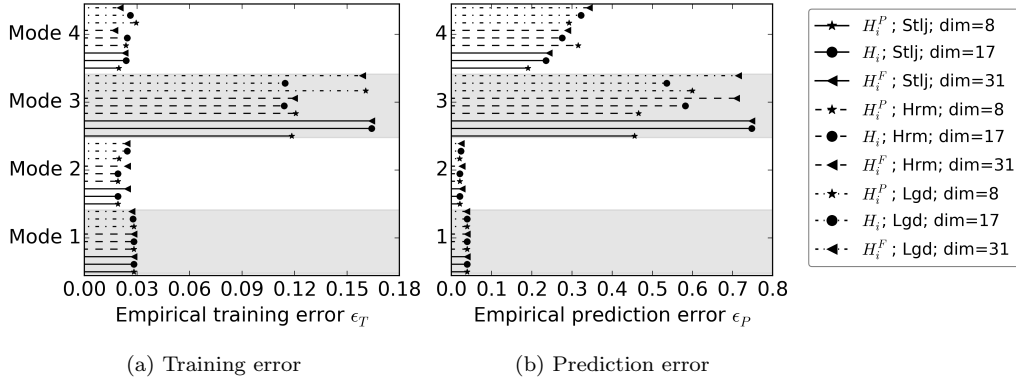 Mode 4
Mode 3
Mode 2
Mode 1
0.00 0.03 0.06 0.09 0.12 0.15 0.18
Empirical training error ϵ_T
(a) Training error
4
3
2
1
0.0 0.1 0.2 0.3 0.4 0.5 0.6 0.7 0.8
Empirical prediction error ϵ_P
(b) Prediction error
H_i^P; Stlj; dim=8
H_i; Stlj; dim=17
H_i^F; Stlj; dim=31
H_i^P; Hrm; dim=8
H_i; Hrm; dim=17
H_i^F; Hrm; dim=31
H_i^P; Lgd; dim=8
H_i; Lgd; dim=17
H_i^F; Lgd; dim=31